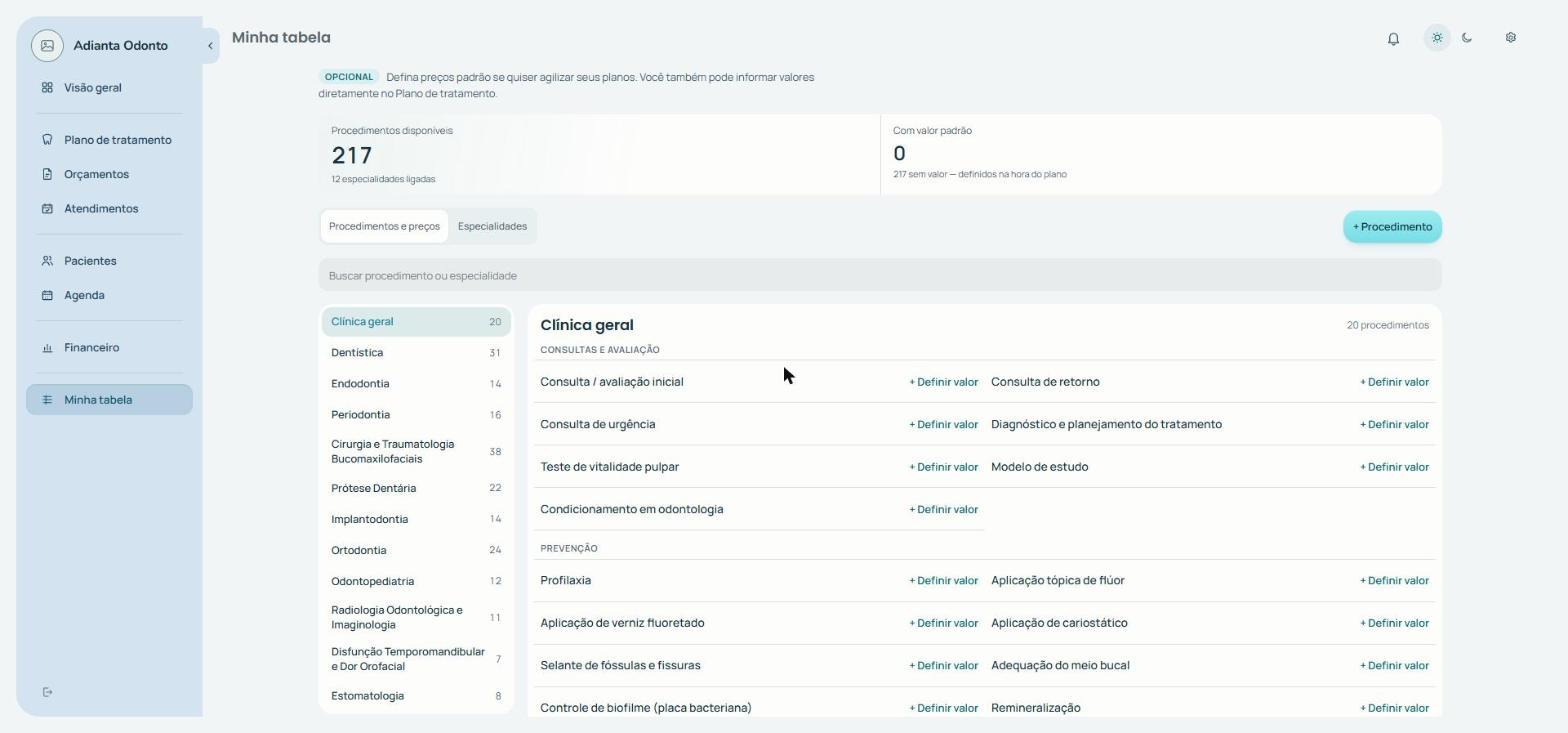 Adianta Odonto
Visão geral
Plano de tratamento
Orçamentos
Atendimentos
Pacientes
Agenda
Financeiro
Minha tabela
Minha tabela
OPCIONAL Defina preços padrão se quiser agilizar seus planos. Você também pode informar valores
diretamente no Plano de tratamento.
Procedimentos disponíveis
217
12 especialidades ligadas
Com valor padrão
0
217 sem valor — definidos na hora do plano
Procedimentos e preços
Especialidades
+ Procedimento
Buscar procedimento ou especialidade
Clínica geral 20
Dentística 31
Endodontia 14
Periodontia 16
Cirurgia e Traumatologia
Bucomaxilofaciais 38
Prótese Dentária 22
Implantodontia 14
Ortodontia 24
Odontopediatria 12
Radiologia Odontológica e
Imaginologia 11
Disfunção Temporomandibular
e Dor Orofacial 7
Estomatologia 8
Clínica geral 20 procedimentos
CONSULTAS E AVALIAÇÃO
Consulta / avaliação inicial + Definir valor Consulta de retorno + Definir valor
Consulta de urgência + Definir valor Diagnóstico e planejamento do tratamento + Definir valor
Teste de vitalidade pulpar + Definir valor Modelo de estudo + Definir valor
Condicionamento em odontologia + Definir valor
PREVENÇÃO
Profilaxia + Definir valor Aplicação tópica de flúor + Definir valor
Aplicação de verniz fluoretado + Definir valor Aplicação de cariostático + Definir valor
Selante de fóssulas e fissuras + Definir valor Adequação do meio bucal + Definir valor
Controle de biofilme (placa bacteriana) + Definir valor Remineralização + Definir valor